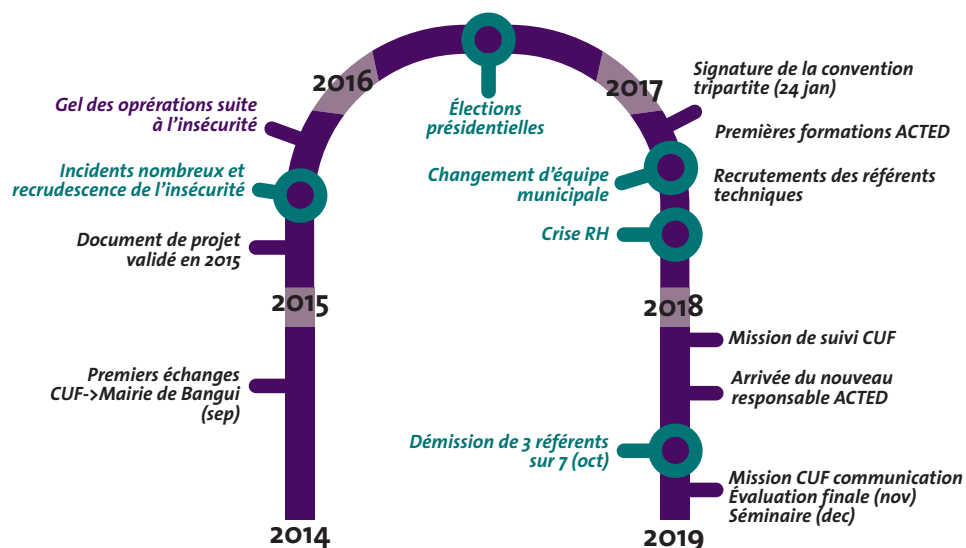 2014
Premiers échanges
CUF->Mairie de Bangui
(sep)
2015
Document de projet
validé en 2015
Incidents nombreux et
recrudescence de l'insécurité
Gel des oprérations suite
à l'insécurité
2016
Élections
présidentielles
2017
Signature de la convention
tripartite (24 jan)
Premières formations ACTED
Changement d'équipe
municipale
Recrutements des référents
techniques
Crise RH
2018
Mission de suivi CUF
Arrivée du nouveau
responsable ACTED
Démission de 3 référents
sur 7 (oct)
Mission CUF communication
Évaluation finale (nov)
Séminaire (dec)
2019